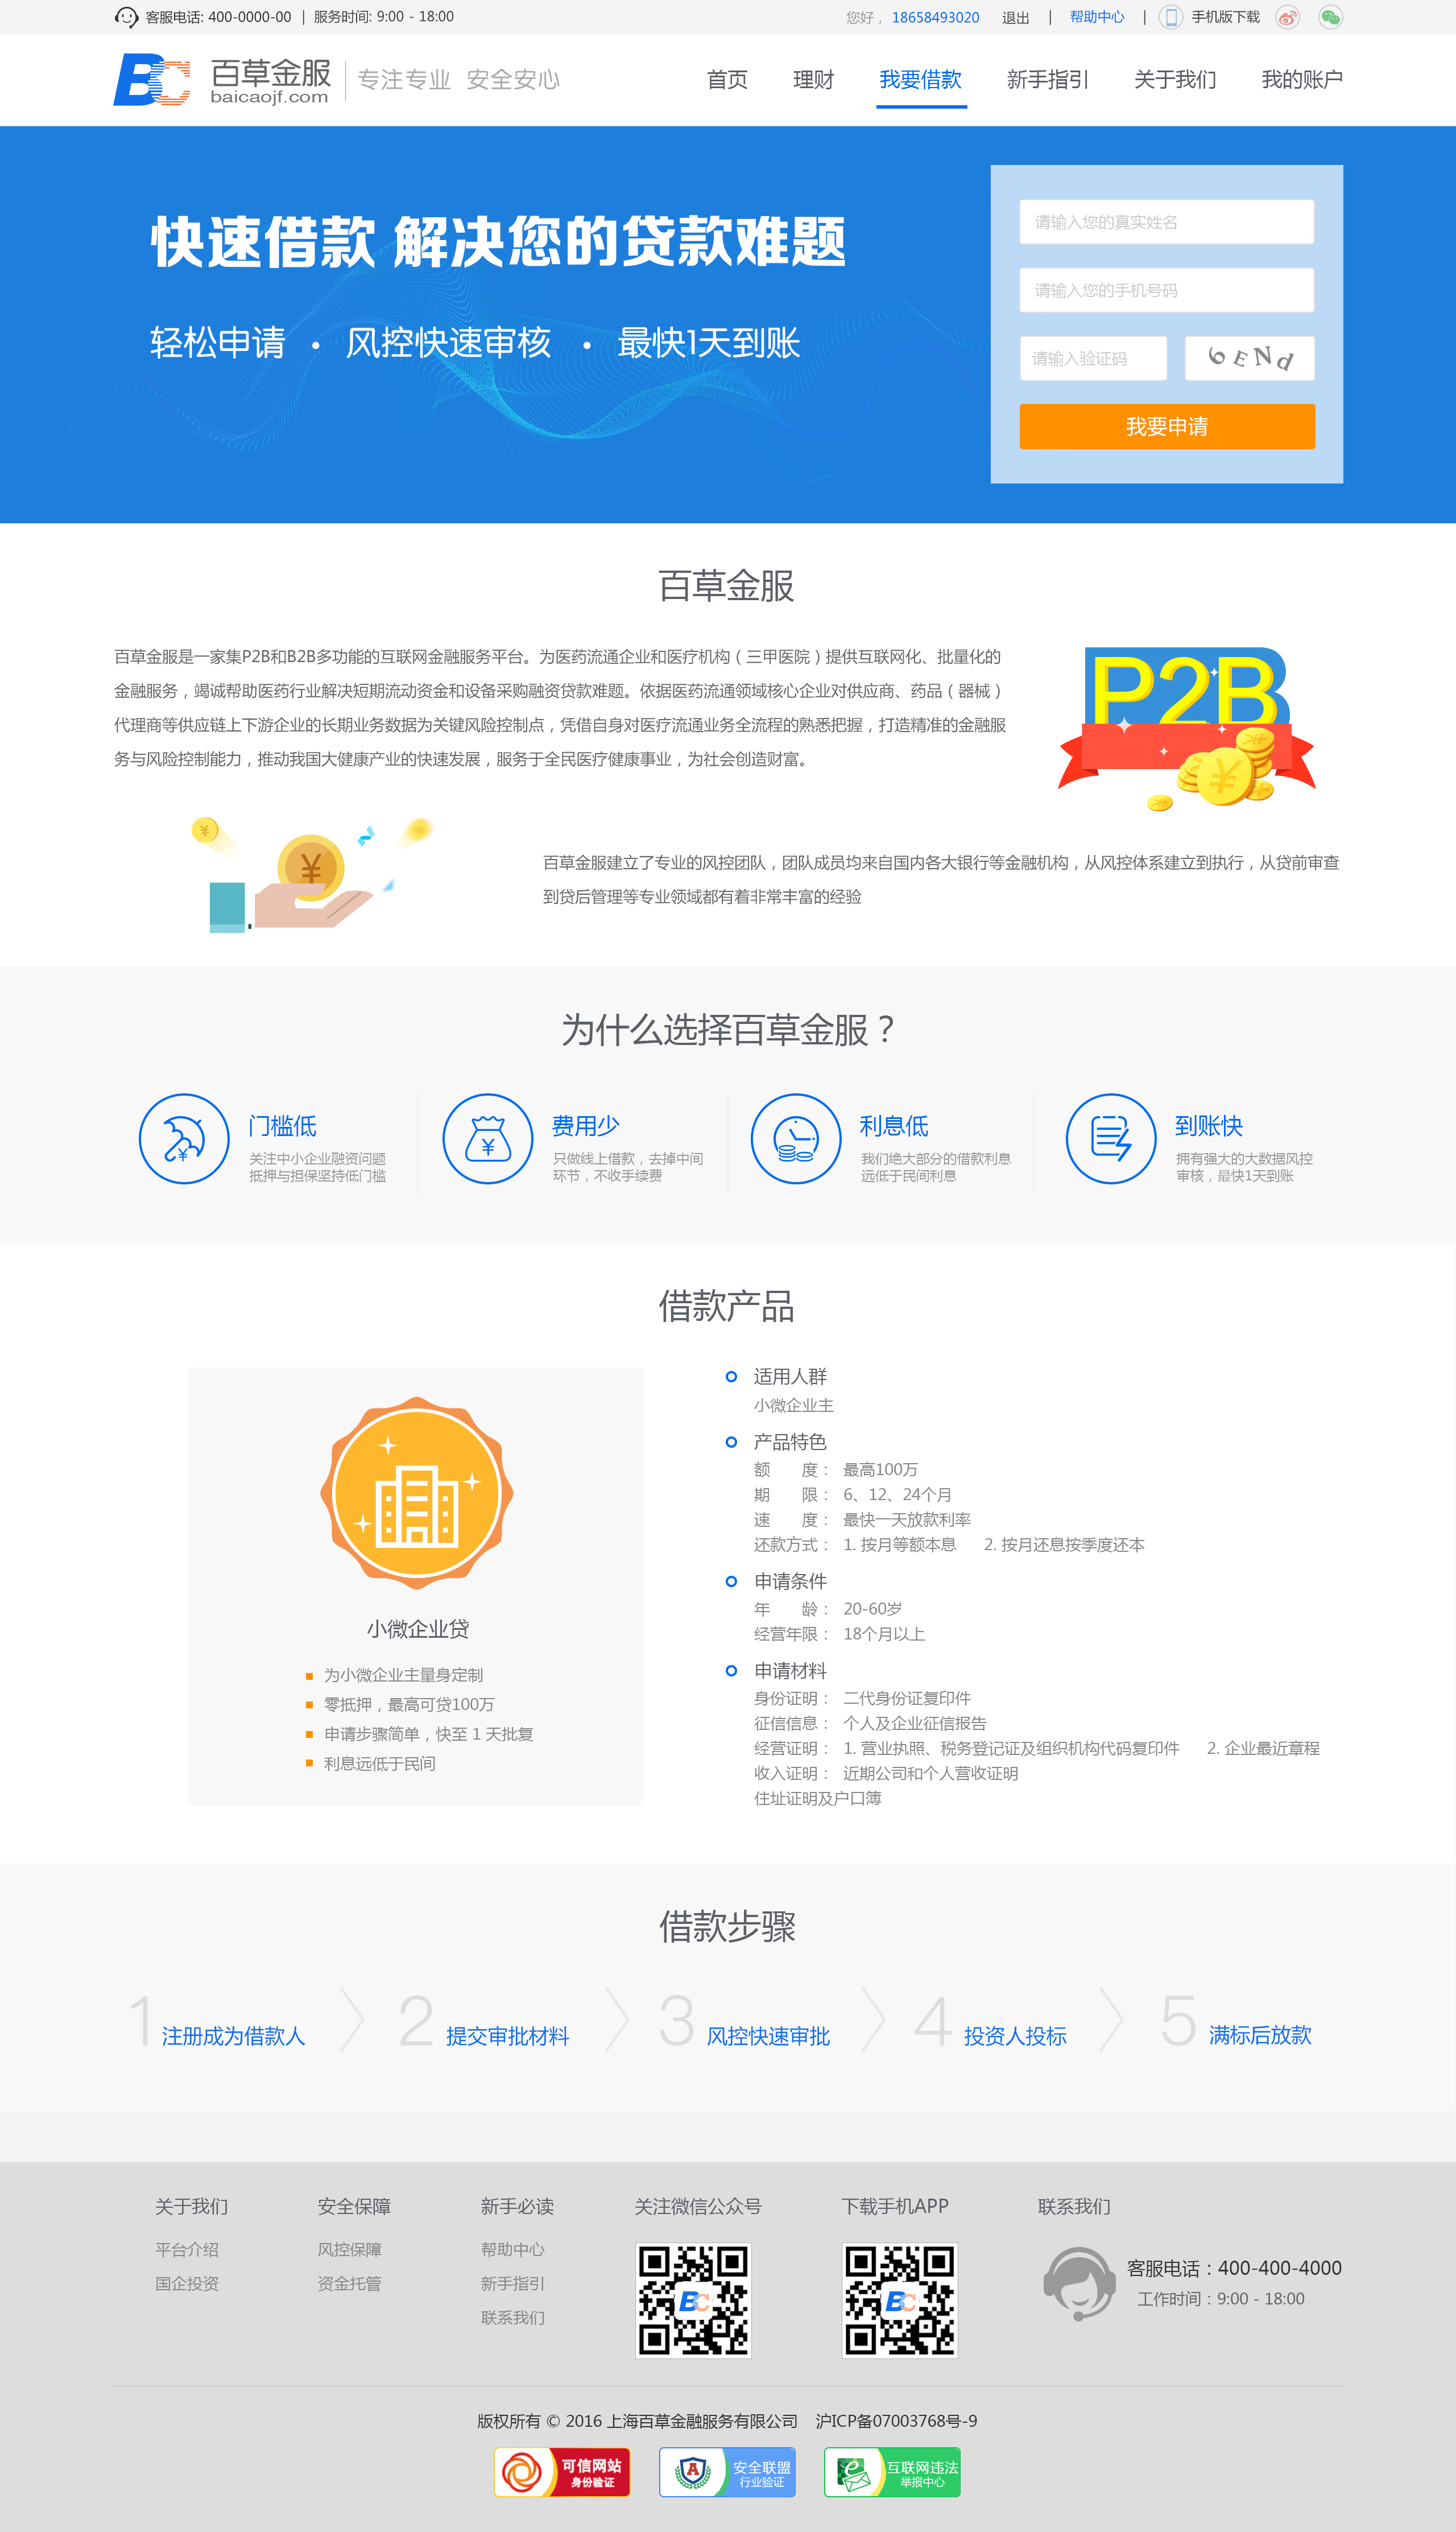 客服电话: 400-0000-00 | 服务时间: 9:00 - 18:00
您好， 18658493020 退出 | 帮助中心 | 手机版下载
BC 百草金服 专注专业 安全安心
baicaojf.com
首页 理财 我要借款 新手指引 关于我们 我的账户
快速借款 解决您的贷款难题
轻松申请 • 风控快速审核 • 最快1天到账
请输入您的真实姓名
请输入您的手机号码
请输入验证码 6ENd
我要申请
百草金服
百草金服是一家集P2B和B2B多功能的互联网金融服务平台。为医药流通企业和医疗机构（三甲医院）提供互联网化、批量化的
金融服务，竭诚帮助医药行业解决短期流动资金和设备采购融资贷款难题。依据医药流通领域核心企业对供应商、药品（器械）
代理商等供应链上下游企业的长期业务数据为关键风险控制点，凭借自身对医疗流通业务全流程的熟悉把握，打造精准的金融服
务与风险控制能力，推动我国大健康产业的快速发展，服务于全民医疗健康事业，为社会创造财富。
P2B
百草金服建立了专业的风控团队，团队成员均来自国内各大银行等金融机构，从风控体系建立到执行，从贷前审查
到贷后管理等专业领域都有着非常丰富的经验
为什么选择百草金服？
门槛低
关注中小企业融资问题
抵押与担保坚持低门槛
费用少
只做线上借款，去掉中间
环节，不收手续费
利息低
我们绝大部分的借款利息
远低于民间利息
到账快
拥有强大的大数据风控
审核，最快1天到账
借款产品
小微企业贷
为小微企业主量身定制
零抵押，最高可贷100万
申请步骤简单，快至 1 天批复
利息远低于民间
适用人群
小微企业主
产品特色
额 度： 最高100万
期 限： 6、12、24个月
速 度： 最快一天放款利率
还款方式： 1. 按月等额本息 2. 按月还息按季度还本
申请条件
年 龄： 20-60岁
经营年限： 18个月以上
申请材料
身份证明： 二代身份证复印件
征信信息： 个人及企业征信报告
经营证明： 1. 营业执照、税务登记证及组织机构代码复印件 2. 企业最近章程
收入证明： 近期公司和个人营收证明
住址证明及户口簿
借款步骤
1 注册成为借款人
2 提交审批材料
3 风控快速审批
4 投资人投标
5 满标后放款
关于我们
平台介绍
国企投资
安全保障
风控保障
资金托管
新手必读
帮助中心
新手指引
联系我们
关注微信公众号
BC
下载手机APP
BC
联系我们
客服电话：400-400-4000
工作时间：9:00 - 18:00
版权所有 © 2016 上海百草金融服务有限公司 沪ICP备07003768号-9
可信网站
身份验证
安全联盟
行业验证
互联网违法
举报中心